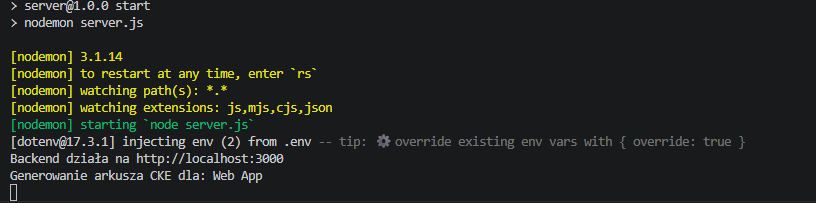 > server@1.0.0 start
> nodemon server.js
[nodemon] 3.1.14
[nodemon] to restart at any time, enter `rs`
[nodemon] watching path(s): *.*
[nodemon] watching extensions: js,mjs,cjs,json
[nodemon] starting `node server.js`
[dotenv@17.3.1] injecting env (2) from .env -- tip: ⚙️ override existing env vars with { override: true }
Backend działa na http://localhost:3000
Generowanie arkusza CKE dla: Web App